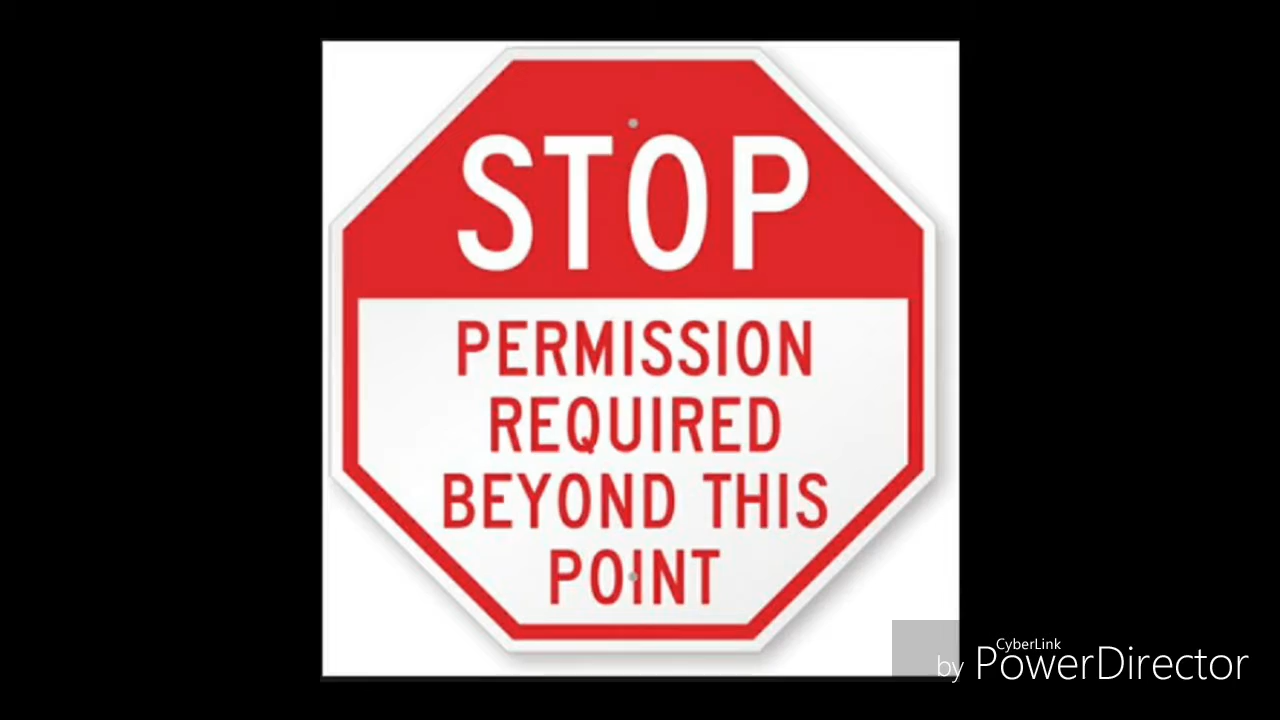 STOP
PERMISSION
REQUIRED
BEYOND THIS
POINT
CyberLink
by PowerDirector